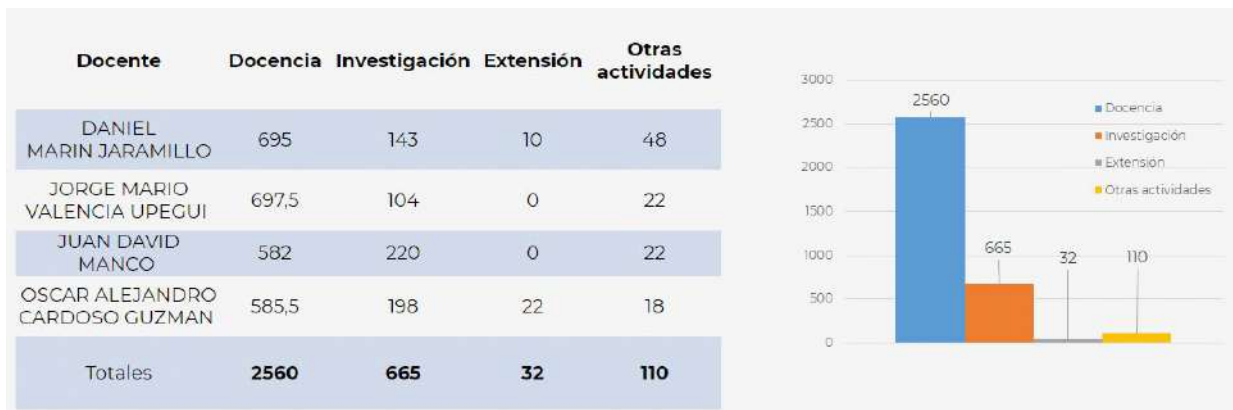 Docente Docencia Investigación Extensión Otras actividades
DANIEL MARIN JARAMILLO 695 143 10 48
JORGE MARIO VALENCIA UPEGUI 697,5 104 0 22
JUAN DAVID MANCO 582 220 0 22
OSCAR ALEJANDRO CARDOSO GUZMAN 585,5 198 22 18
Totales 2560 665 32 110
3000
2500
2000
1500
1000
500
0
2560
665
32
110
Docencia
Investigación
Extensión
Otras actividades